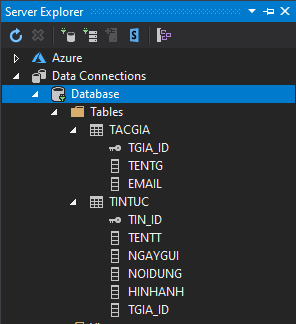 Server Explorer
Azure
Data Connections
Database
Tables
TACGIA
TGIA_ID
TENTG
EMAIL
TINTUC
TIN_ID
TENTT
NGAYGUI
NOIDUNG
HINHANH
TGIA_ID